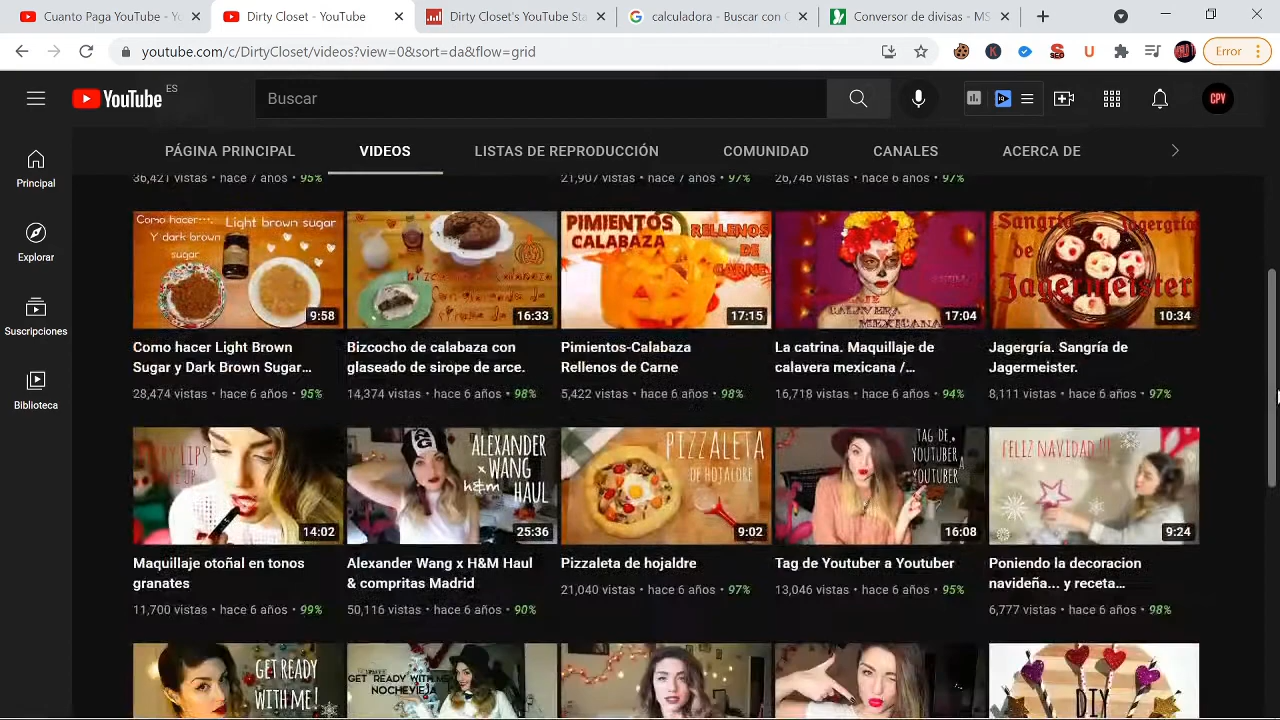 Cuanto Paga YouTube - Yo
Dirty Closet - YouTube
Dirty Closet's YouTube Sta
calculadora - Buscar con G
Conversor de divisas - MS
youtube.com/c/DirtyCloset/videos?view=0&sort=da&flow=grid
Error
YouTube ES
Buscar
CPY
PÁGINA PRINCIPAL VIDEOS LISTAS DE REPRODUCCIÓN COMUNIDAD CANALES ACERCA DE
Principal
Explorar
Suscripciones
Biblioteca
36,421 vistas • hace 7 años • 95%
21,907 vistas • hace 7 años • 97%
26,746 vistas • hace 6 años • 97%
Como hacer....
Light brown sugar
Y dark brown
sugar
9:58
16:33
PIMIENTOS
CALABAZA
RELLENOS
DE
CARNE
17:15
CALAVERA
MEXICANA
17:04
Sangría
de
Jagergría
Jagermeister
10:34
Como hacer Light Brown
Sugar y Dark Brown Sugar...
28,474 vistas • hace 6 años • 95%
Bizcocho de calabaza con
glaseado de sirope de arce.
14,374 vistas • hace 6 años • 98%
Pimientos-Calabaza
Rellenos de Carne
5,422 vistas • hace 6 años • 98%
La catrina. Maquillaje de
calavera mexicana /...
16,718 vistas • hace 6 años • 94%
Jagergría. Sangría de
Jagermeister.
8,111 vistas • hace 6 años • 97%
LIPS
14:02
ALEXANDER
x WANG
h&m HAUL
25:36
PIZZALETA
DE HOJALDRE
9:02
TAG DE
YOUTUBER
A
YOUTUBER
16:08
FELIZ NAVIDAD!!!
9:24
Maquillaje otoñal en tonos
granates
11,700 vistas • hace 6 años • 99%
Alexander Wang x H&M Haul
& compritas Madrid
50,116 vistas • hace 6 años • 90%
Pizzaleta de hojaldre
21,040 vistas • hace 6 años • 97%
Tag de Youtuber a Youtuber
13,046 vistas • hace 6 años • 95%
Poniendo la decoracion
navideña... y receta...
6,777 vistas • hace 6 años • 98%
GET READY
WITH ME!
GET READY WITH ME
NOCHEVIEJA
DIY